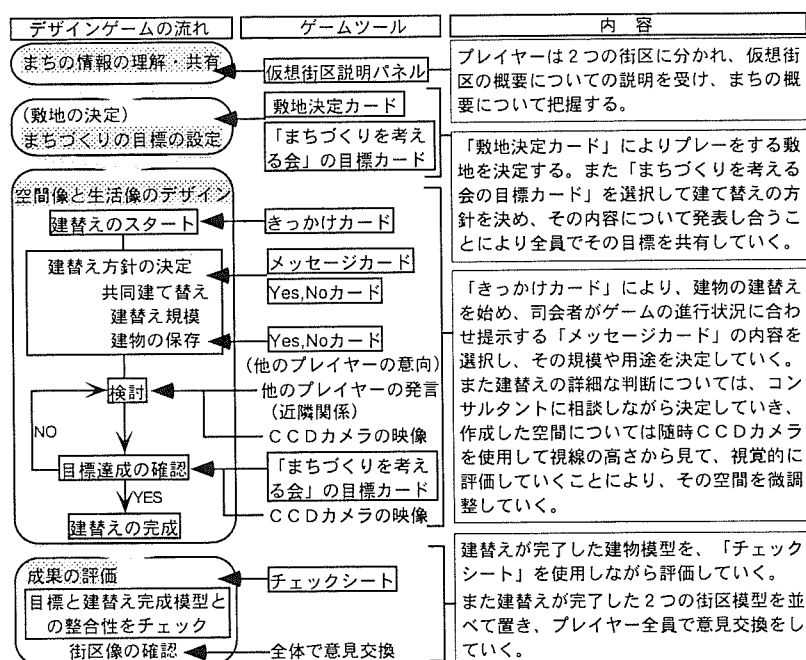 デザインゲームの流れ
ゲームツール
内 容
まちの情報の理解・共有
仮想街区説明パネル
プレイヤーは2つの街区に分かれ、仮想街
区の概要についての説明を受け、まちの概
要について把握する。
(敷地の決定)
まちづくりの目標の設定
敷地決定カード
「まちづくりを考え
る会」の目標カード
「敷地決定カード」によりプレーをする敷
地を決定する。また「まちづくりを考える
会の目標カード」を選択して建て替えの方
針を決め、その内容について発表し合うこ
とにより全員でその目標を共有していく。
空間像と生活像のデザイン
建替えのスタート
きっかけカード
建替え方針の決定
共同建て替え
建替え規模
建物の保存
メッセージカード
Yes,Noカード
Yes,Noカード
(他のプレイヤーの意向)
検討
他のプレイヤーの発言
(近隣関係)
CCDカメラの映像
NO
目標達成の確認
「まちづくりを考え
る会」の目標カード
CCDカメラの映像
YES
建替えの完成
「きっかけカード」により、建物の建替え
を始め、司会者がゲームの進行状況に合わ
せ提示する「メッセージカード」の内容を
選択し、その規模や用途を決定していく。
また建替えの詳細な判断については、コン
サルタントに相談しながら決定していき、
作成した空間については随時CCDカメラ
を使用して視線の高さから見て、視覚的に
評価していくことにより、その空間を微調
整していく。
成果の評価
チェックシート
目標と建替え完成模型と
の整合性をチェック
街区像の確認
全体で意見交換
建替えが完了した建物模型を、「チェック
シート」を使用しながら評価していく。
また建替えが完了した2つの街区模型を並
べて置き、プレイヤー全員で意見交換をし
ていく。